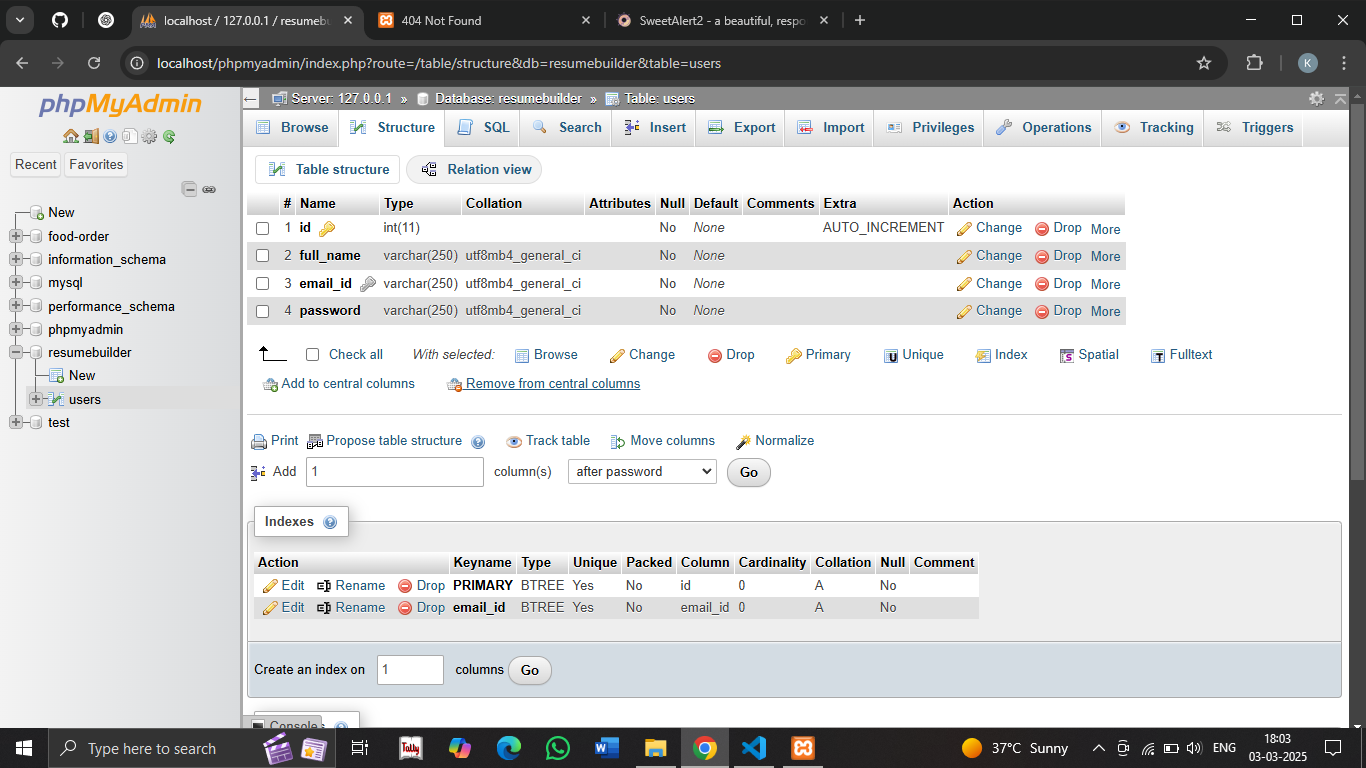 localhost / 127.0.0.1 / resumebu
404 Not Found
SweetAlert2 - a beautiful, respo
localhost/phpmyadmin/index.php?route=/table/structure&db=resumebuilder&table=users
K
phpMyAdmin
Recent Favorites
New
food-order
information_schema
mysql
performance_schema
phpmyadmin
resumebuilder
New
users
test
Server: 127.0.0.1 » Database: resumebuilder » Table: users
Browse Structure SQL Search Insert Export Import Privileges Operations Tracking Triggers
Table structure Relation view
# Name Type Collation Attributes Null Default Comments Extra Action
1 id int(11) No None AUTO_INCREMENT Change Drop More
2 full_name varchar(250) utf8mb4_general_ci No None Change Drop More
3 email_id varchar(250) utf8mb4_general_ci No None Change Drop More
4 password varchar(250) utf8mb4_general_ci No None Change Drop More
Check all With selected: Browse Change Drop Primary Unique Index Spatial Fulltext
Add to central columns Remove from central columns
Print Propose table structure Track table Move columns Normalize
Add 1 column(s) after password Go
Indexes
Action Keyname Type Unique Packed Column Cardinality Collation Null Comment
Edit Rename Drop PRIMARY BTREE Yes No id 0 A No
Edit Rename Drop email_id BTREE Yes No email_id 0 A No
Create an index on 1 columns Go
Console
Type here to search
Tally
37°C Sunny
ENG
18:03
03-03-2025